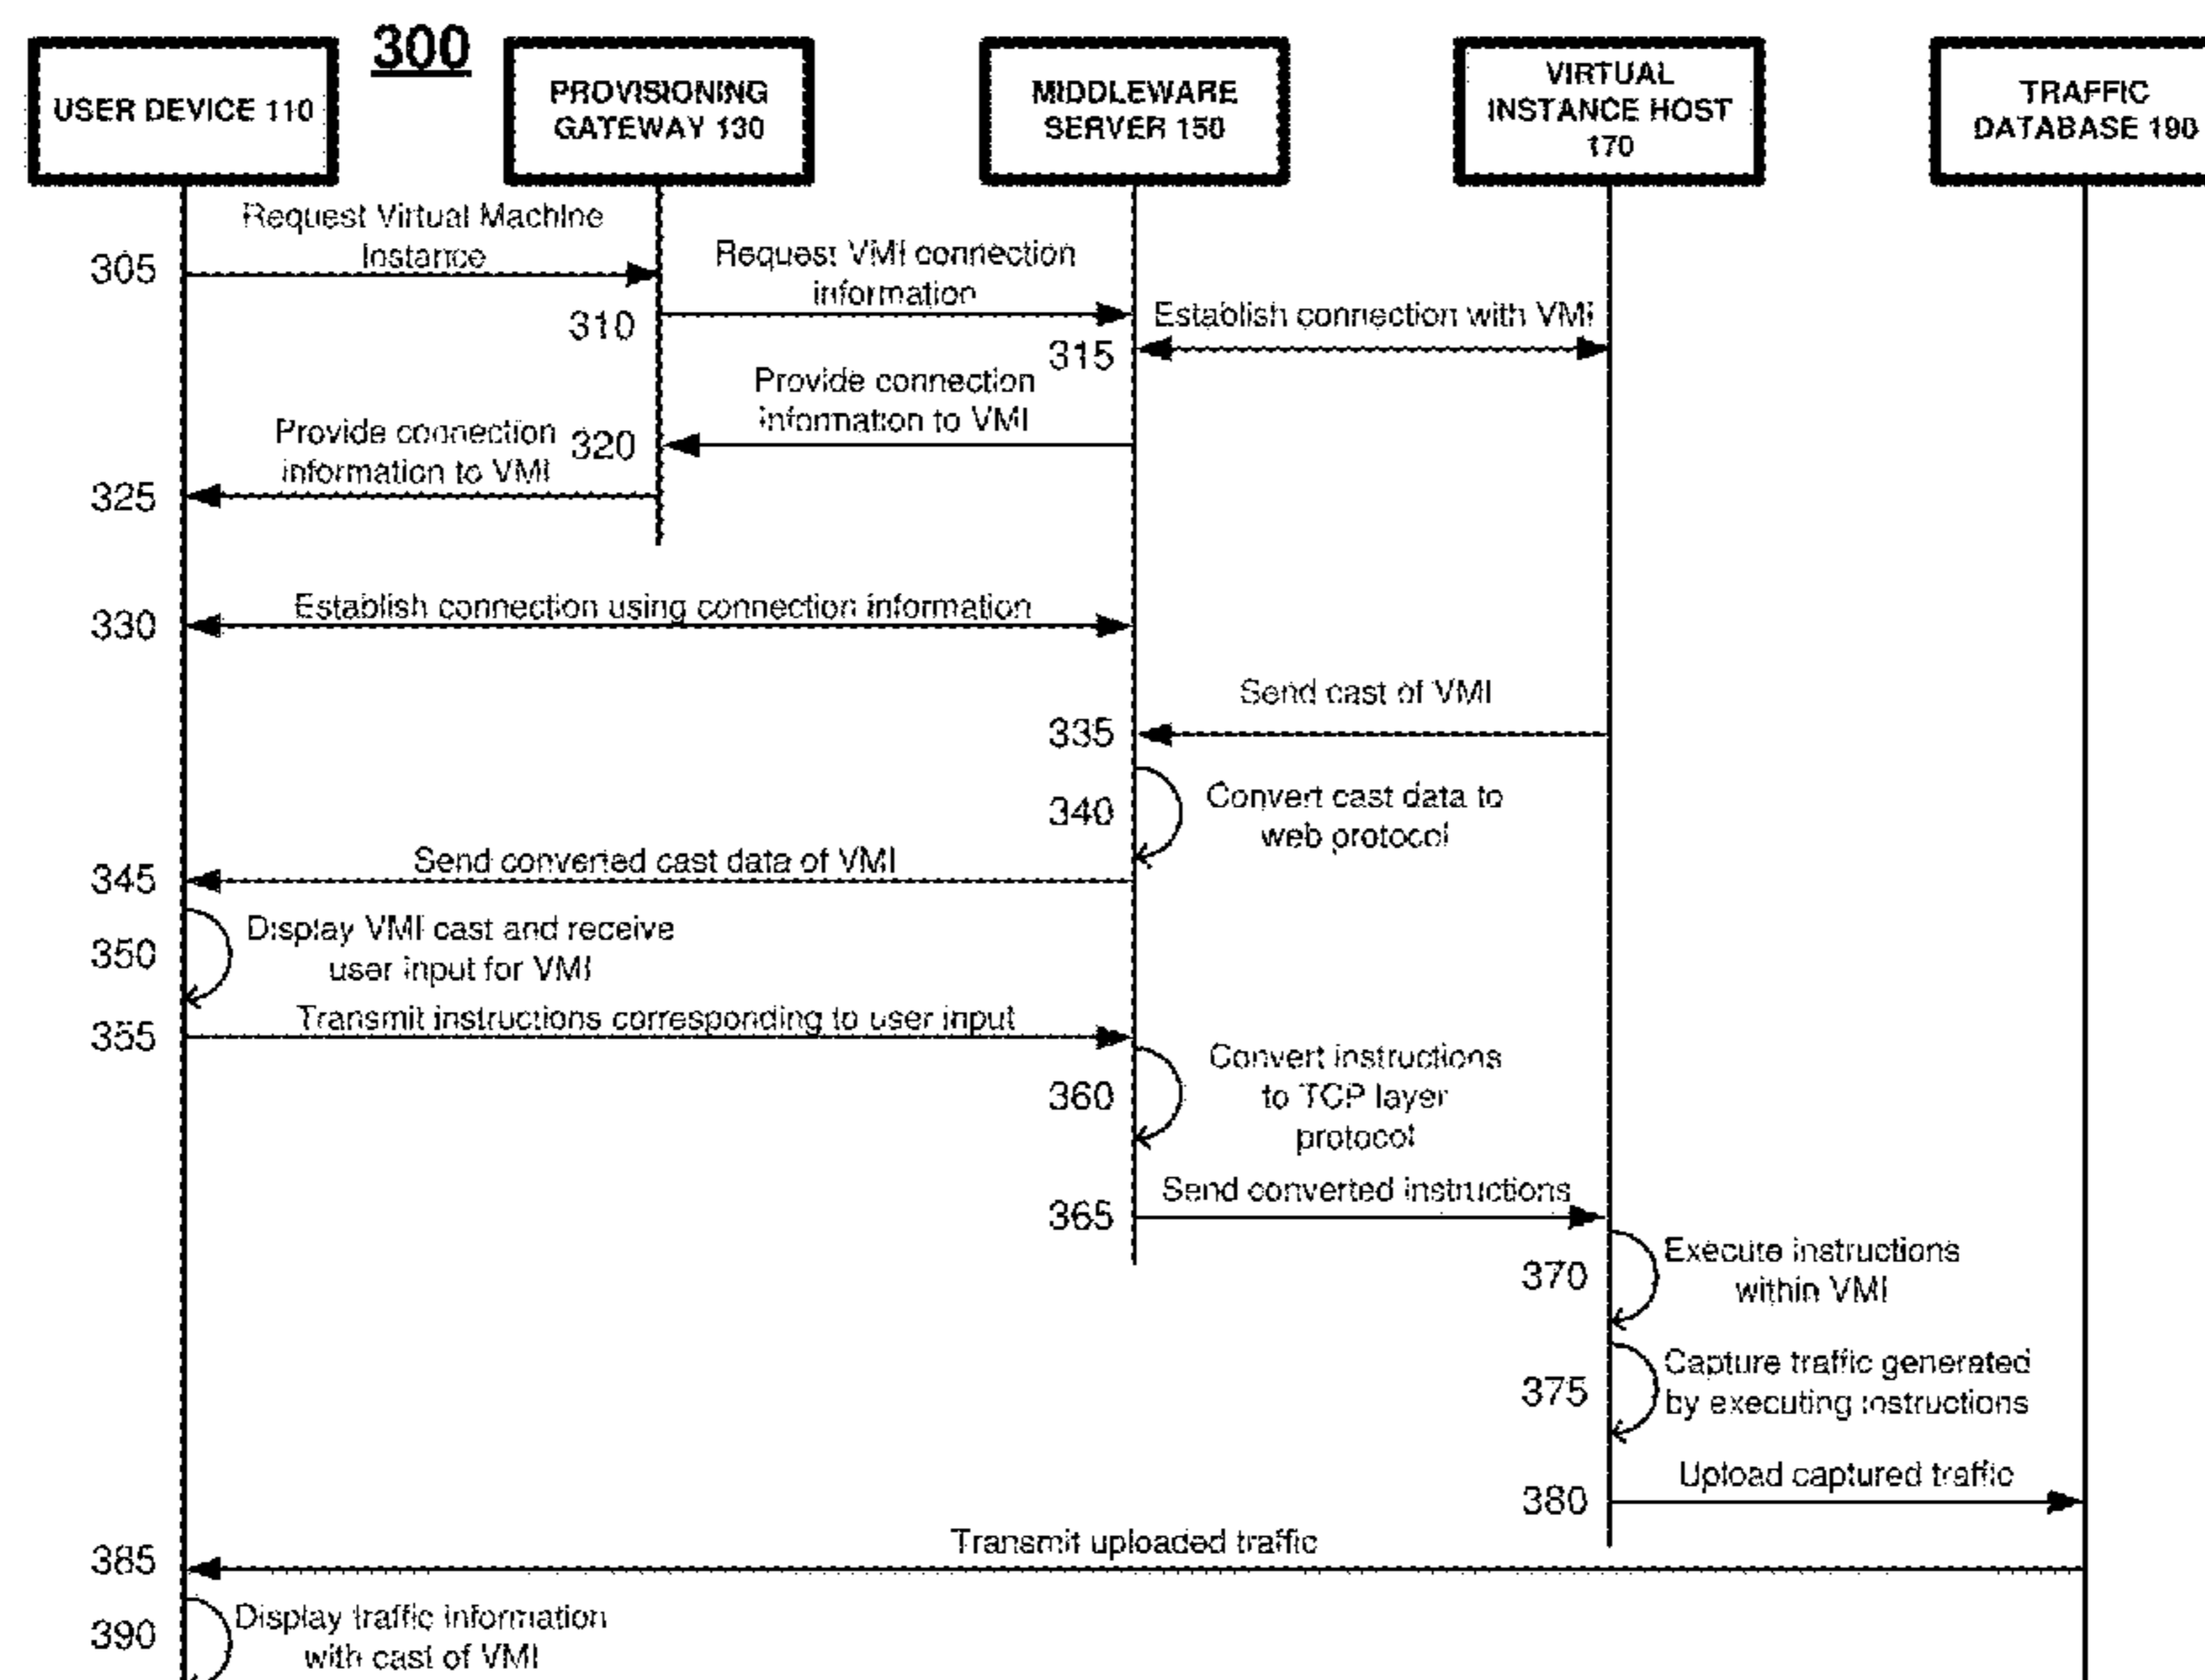 300
USER DEVICE 110
PROVISIONING
GATEWAY 130
MIDDLEWARE
SERVER 150
VIRTUAL
INSTANCE HOST
170
TRAFFIC
DATABASE 190
Request Virtual Machine
Instance
305
Request VMI connection
information
310
Establish connection with VMI
315
Provide connection
information to VMI
320
Provide connection
information to VMI
325
Establish connection using connection information
330
Send cast of VMI
335
340
Convert cast data to
web protocol
Send converted cast data of VMI
345
350
Display VMI cast and receive
user input for VMI
Transmit instructions corresponding to user input
355
360
Convert instructions
to TCP layer
protocol
Send converted instructions
365
370
Execute instructions
within VMI
375
Capture traffic generated
by executing instructions
Upload captured traffic
380
Transmit uploaded traffic
385
390
Display traffic information
with cast of VMI